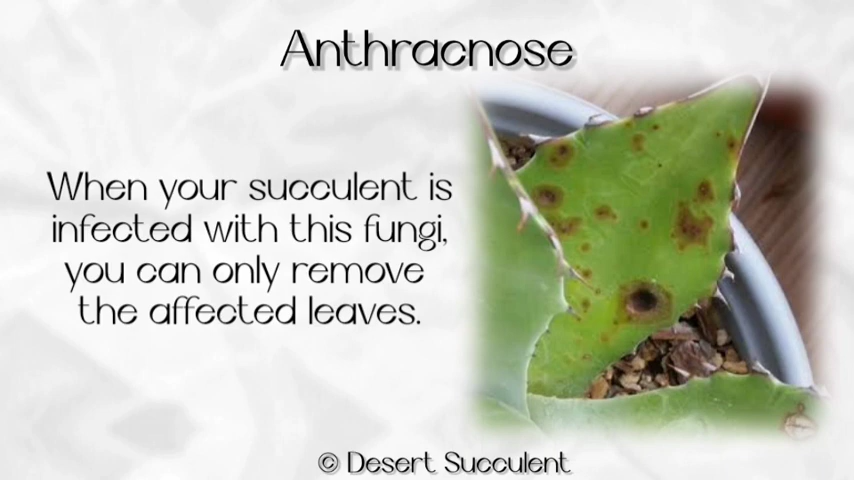 Anthracnose
When your succulent is
infected with this fungi,
you can only remove
the affected leaves.
© Desert Succulent